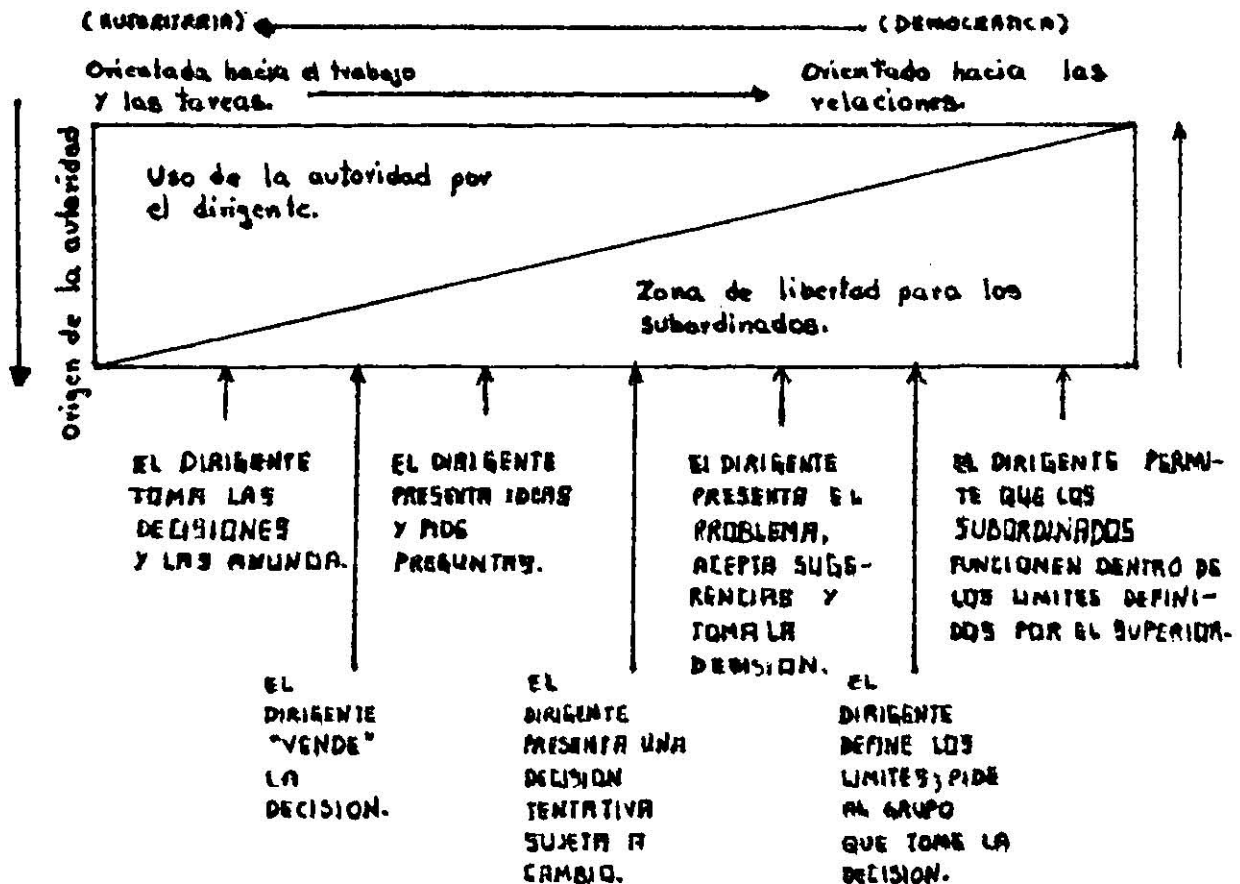 (AUTORITARIA)
(DEMOCRATICA)
Orientada hacia el trabajo
y las tareas.
Orientado hacia las
relaciones.
Origen de la autoridad
Uso de la autoridad por
el dirigente.
Zona de libertad para los
subordinados.
EL DIRIGENTE
TOMA LAS
DECISIONES
Y LAS ANUNCIA.
EL DIRIGENTE
PRESENTA IDEAS
Y PIDE
PREGUNTAS.
El DIRIGENTE
PRESENTA EL
PROBLEMA,
ACEPTA SUGE-
RENCIAS Y
TOMA LA
DECISION.
EL DIRIGENTE PERMI-
TE QUE LOS
SUBORDINADOS
FUNCIONEN DENTRO DE
LOS LIMITES DEFINI-
DOS POR EL SUPERIOR.
EL
DIRIGENTE
"VENDE"
LA
DECISION.
EL
DIRIGENTE
PRESENTA UNA
DECISION
TENTATIVA
SUJETA A
CAMBIO.
EL
DIRIGENTE
DEFINE LOS
LIMITES; PIDE
AL GRUPO
QUE TOME LA
DECISION.